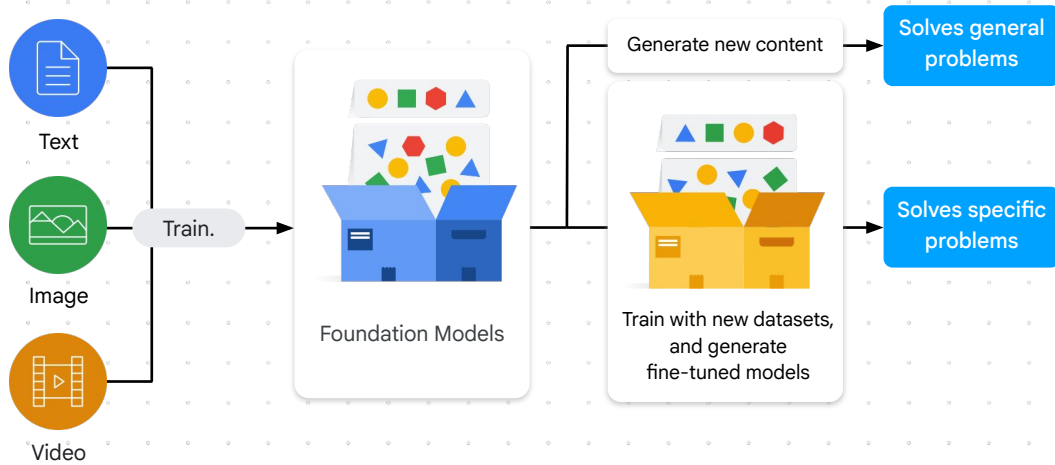 Text
Image
Video
Train.
Foundation Models
Generate new content
Train with new datasets,
and generate
fine-tuned models
Solves general
problems
Solves specific
problems